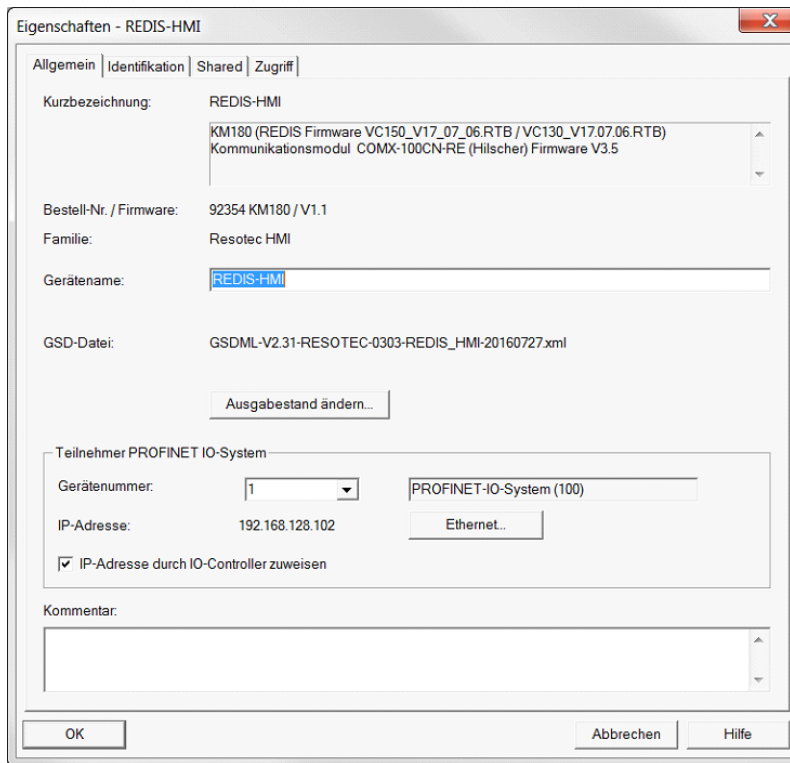 Eigenschaften - REDIS-HMI
Allgemein Identifikation Shared Zugriff
Kurzbezeichnung: REDIS-HMI
KM180 (REDIS Firmware VC150_V17_07_06.RTB / VC130_V17.07.06.RTB)
Kommunikationsmodul COMX-100CN-RE (Hilscher) Firmware V3.5
Bestell-Nr. / Firmware: 92354 KM180 / V1.1
Familie: Resotec HMI
Gerätename: REDIS-HMI
GSD-Datei: GSDML-V2.31-RESOTEC-0303-REDIS_HMI-20160727.xml
Ausgabestand ändern...
Teilnehmer PROFINET IO-System
Gerätenummer: 1 PROFINET-IO-System (100)
IP-Adresse: 192.168.128.102 Ethernet...
IP-Adresse durch IO-Controller zuweisen
Kommentar:
OK Abbrechen Hilfe